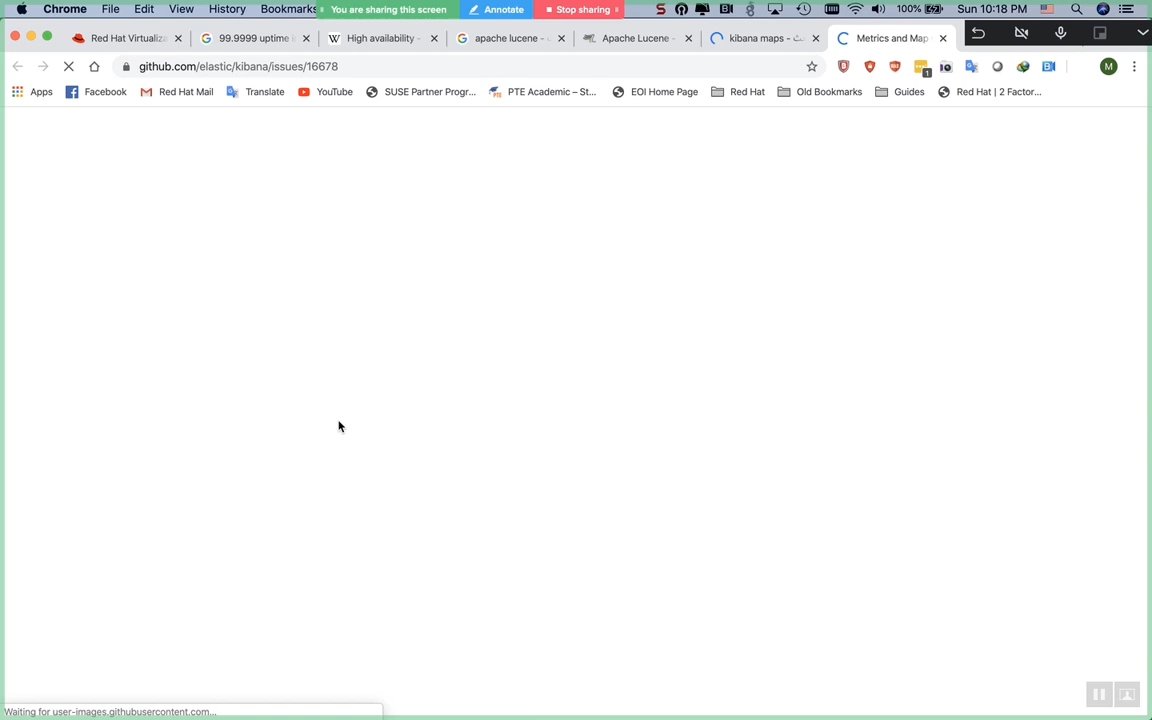 Chrome File Edit View History Bookmarks You are sharing this screen Annotate Stop sharing 100% Sun 10:18 PM
Red Hat Virtualiza 99.9999 uptime i High availability - apache lucene - Apache Lucene - kibana maps - Metrics and Map
github.com/elastic/kibana/issues/16678
Apps Facebook Red Hat Mail Translate YouTube SUSE Partner Progr... PTE Academic – St... EOI Home Page Red Hat Old Bookmarks Guides Red Hat | 2 Factor...
Waiting for user-images.githubusercontent.com...